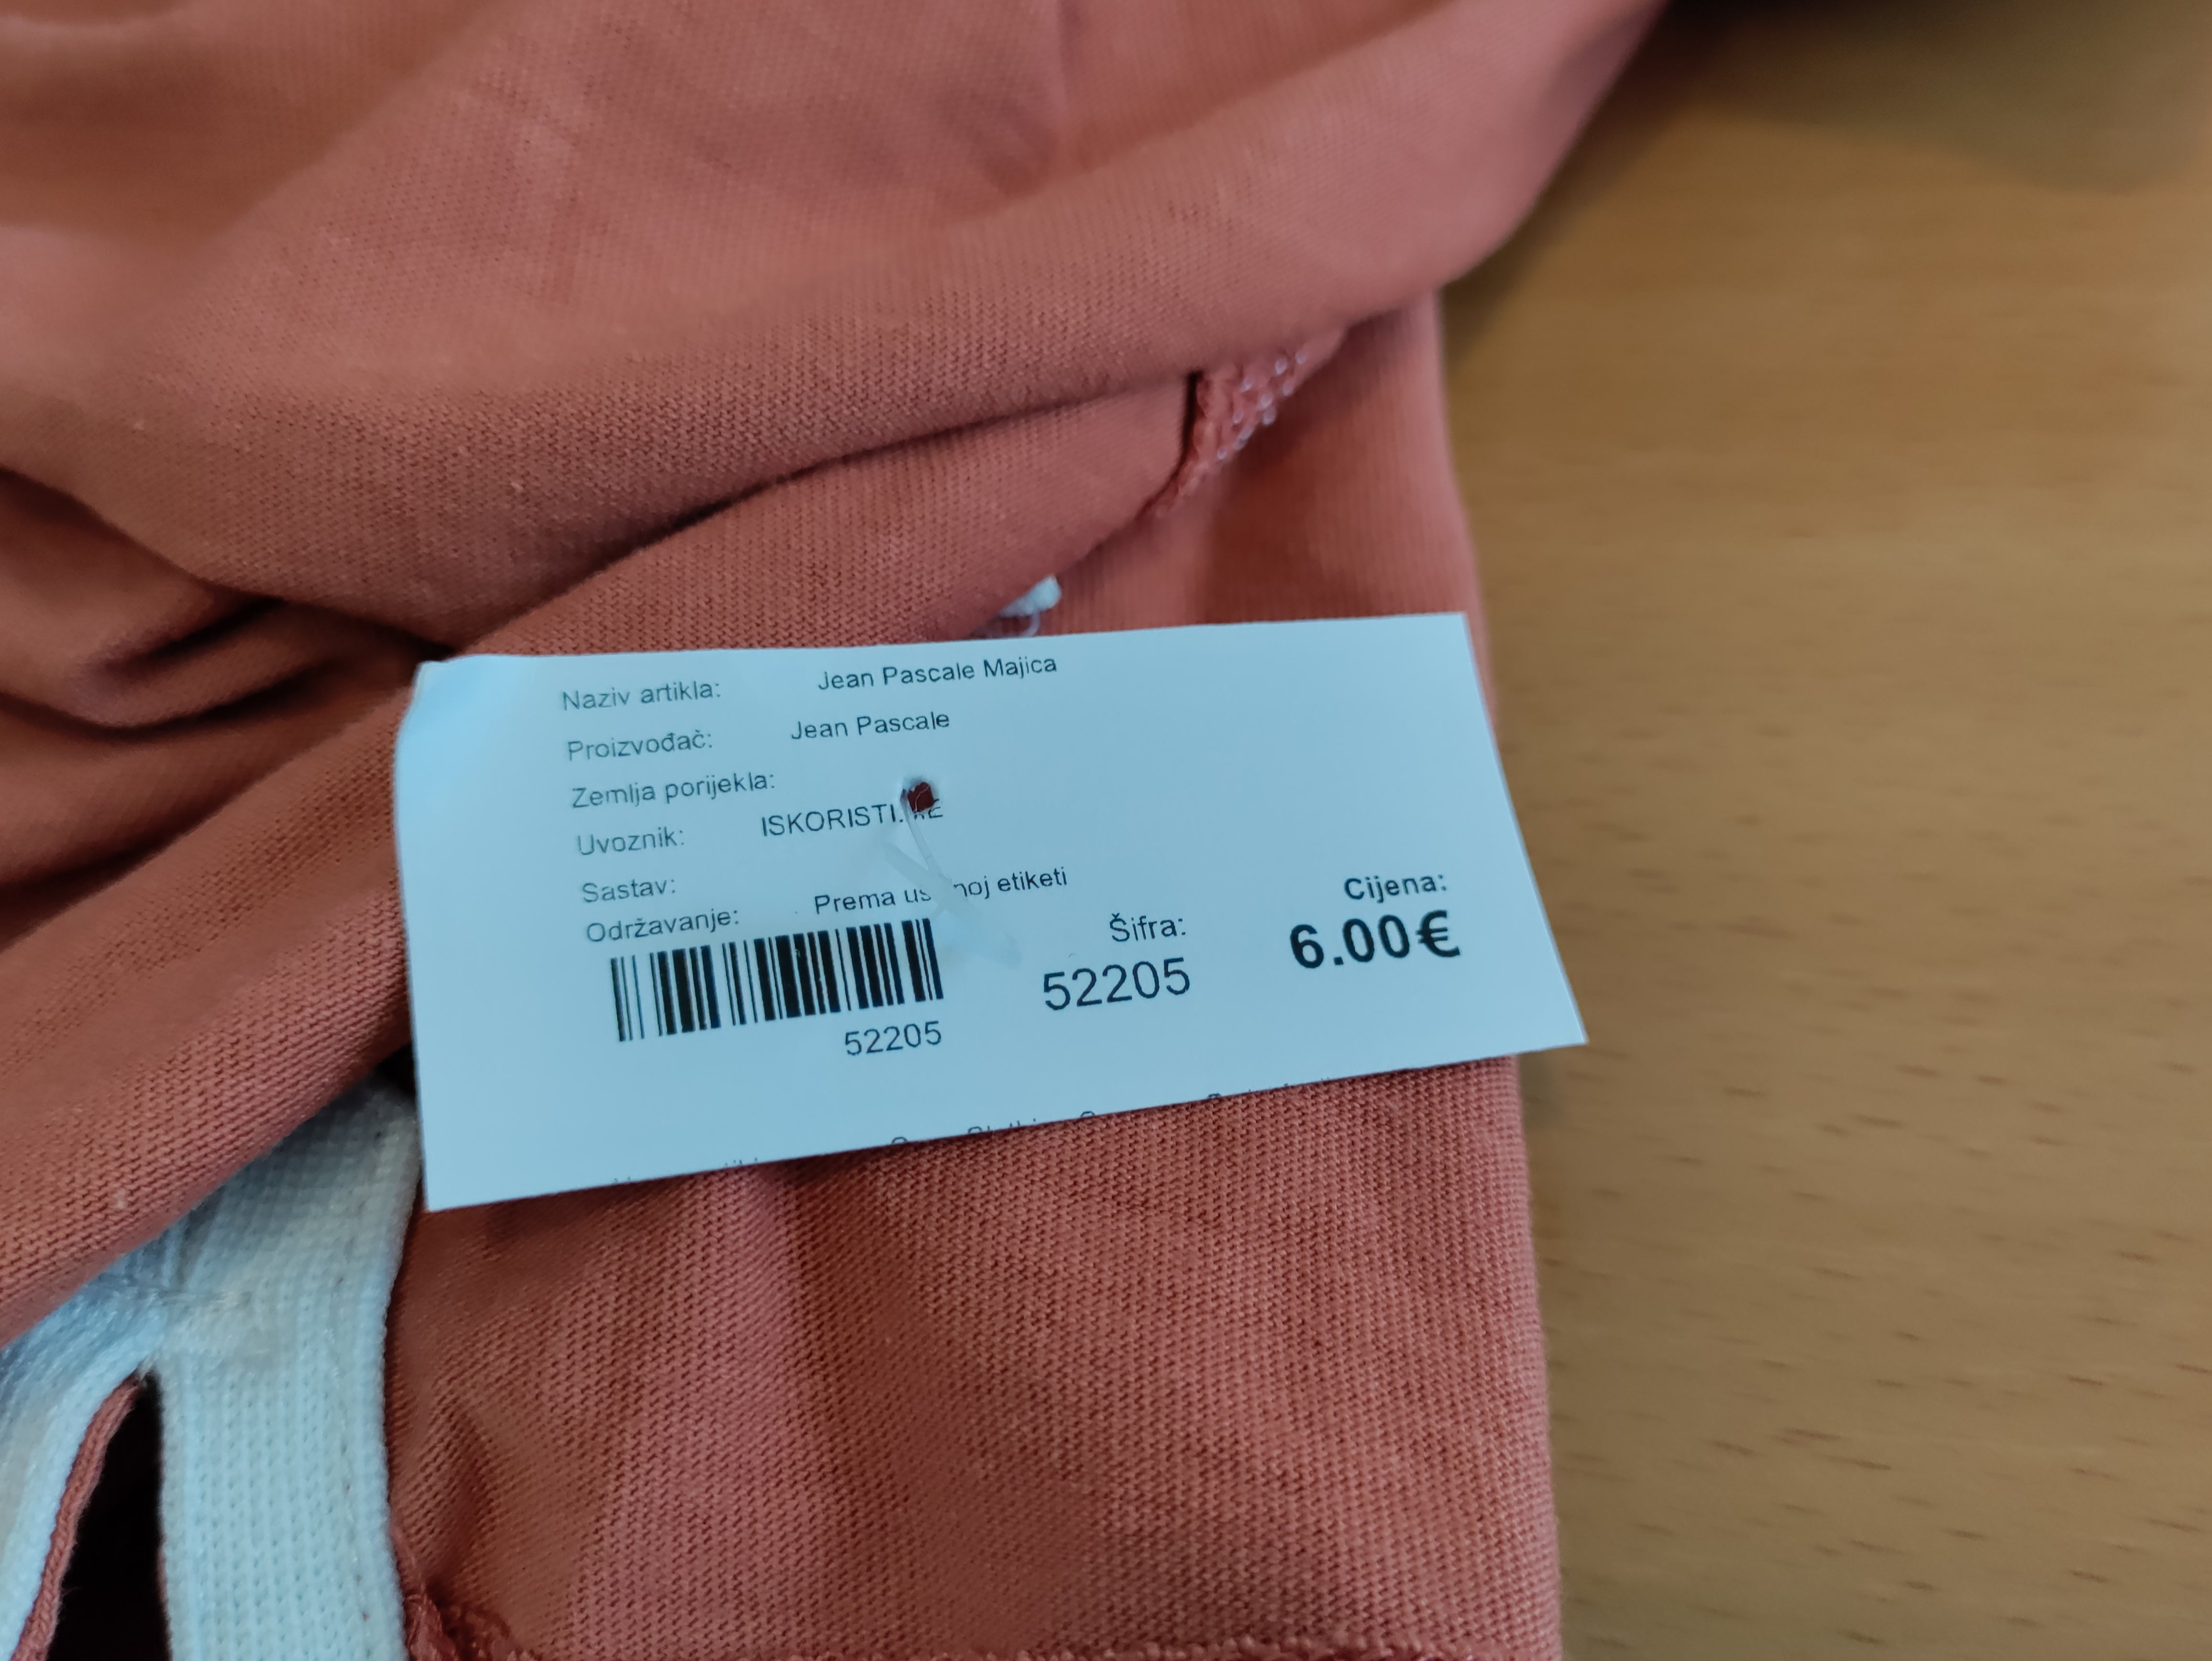 Naziv artikla: Jean Pascale Majica
Proizvođač: Jean Pascale
Zemlja porijekla:
Uvoznik:
Sastav:
Održavanje: Prema etiketi
52205
Šifra:
52205
Cijena:
6.00€